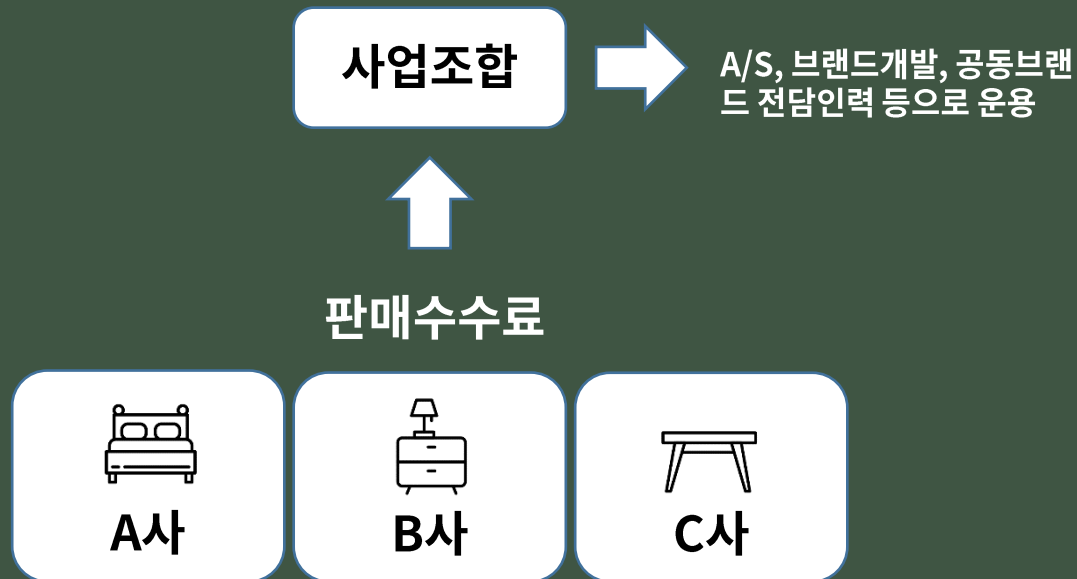 사업조합
A/S, 브랜드개발, 공동브랜
드 전담인력 등으로 운용
판매수수료
A사
B사
C사